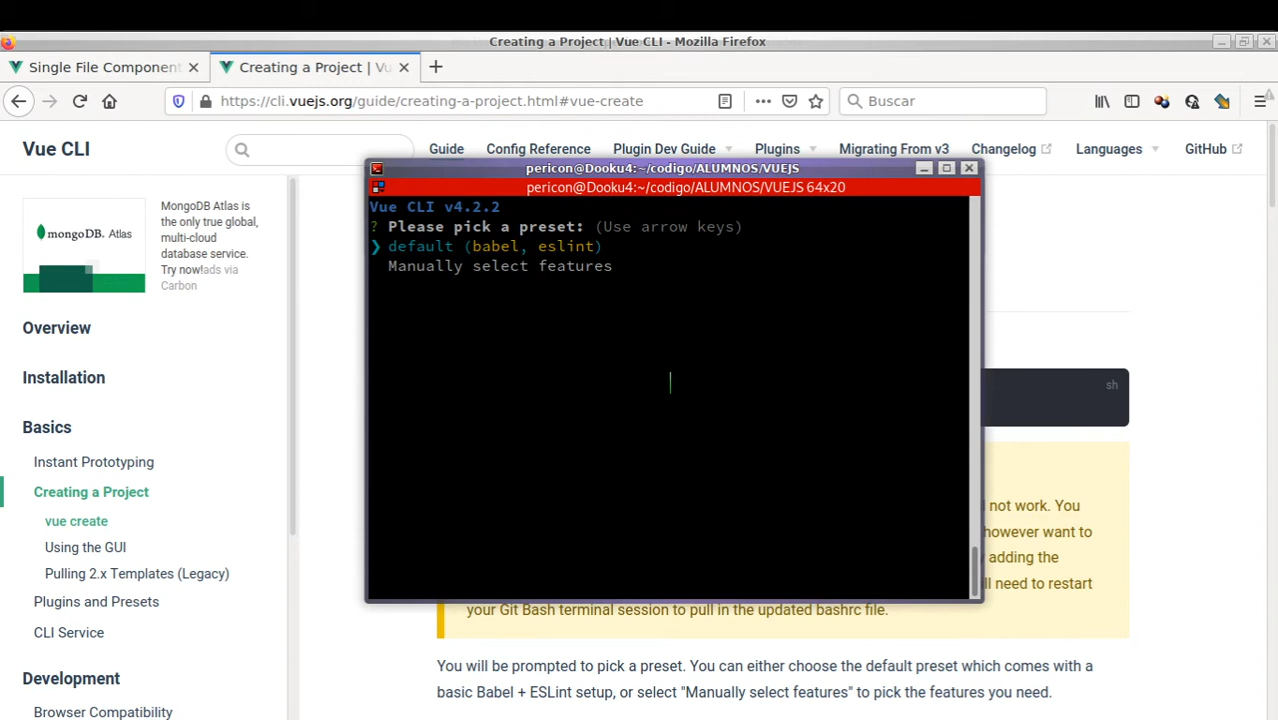 Creating a Project | Vue CLI - Mozilla Firefox
Single File Component
Creating a Project | Vu
https://cli.vuejs.org/guide/creating-a-project.html#vue-create
Buscar
Vue CLI
Guide
Config Reference
Plugin Dev Guide
Plugins
Migrating From v3
Changelog
Languages
GitHub
pericon@Dooku4:~/codigo/ALUMNOS/VUEJS
pericon@Dooku4:~/codigo/ALUMNOS/VUEJS 64x20
Vue CLI v4.2.2
? Please pick a preset: (Use arrow keys)
❯ default (babel, eslint)
Manually select features
mongoDB. Atlas
MongoDB Atlas is
the only true global,
multi-cloud
database service.
Try now!ads via
Carbon
Overview
Installation
Basics
Instant Prototyping
Creating a Project
vue create
Using the GUI
Pulling 2.x Templates (Legacy)
Plugins and Presets
CLI Service
Development
Browser Compatibility
sh
not work. You
however want to
adding the
ll need to restart
your Git Bash terminal session to pull in the updated bashrc file.
You will be prompted to pick a preset. You can either choose the default preset which comes with a
basic Babel + ESLint setup, or select "Manually select features" to pick the features you need.